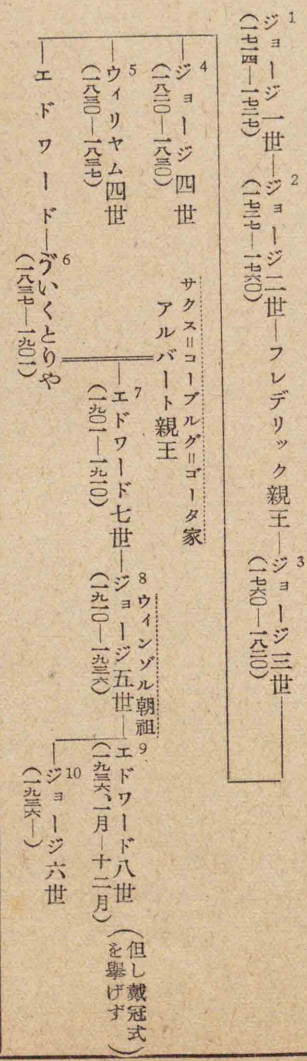 1 ジョージ一世―
(一七一四―一七二七)
2 ジョージ二世―フレデリック親王―
(一七二七―一七六〇)
3 ジョージ三世―
(一七六〇―一八二〇)
4 ―ジョージ四世
(一八二〇―一八三〇)
5 ―ウィリヤム四世
(一八三〇―一八三七)
―エドワード―
6 ゔいくとりや
(一八三七―一九〇一)
サクス=コーブルグ=ゴータ家
アルバート親王
7 ―エドワード七世―
(一九〇一―一九一〇)
ウィンゾル朝祖
8 ジョージ五世―
(一九一〇―一九三六)
9 エドワード八世
(一九三六、一月―十二月)
(但し戴冠式
を擧げず)
10 ジョージ六世
(一九三六―)